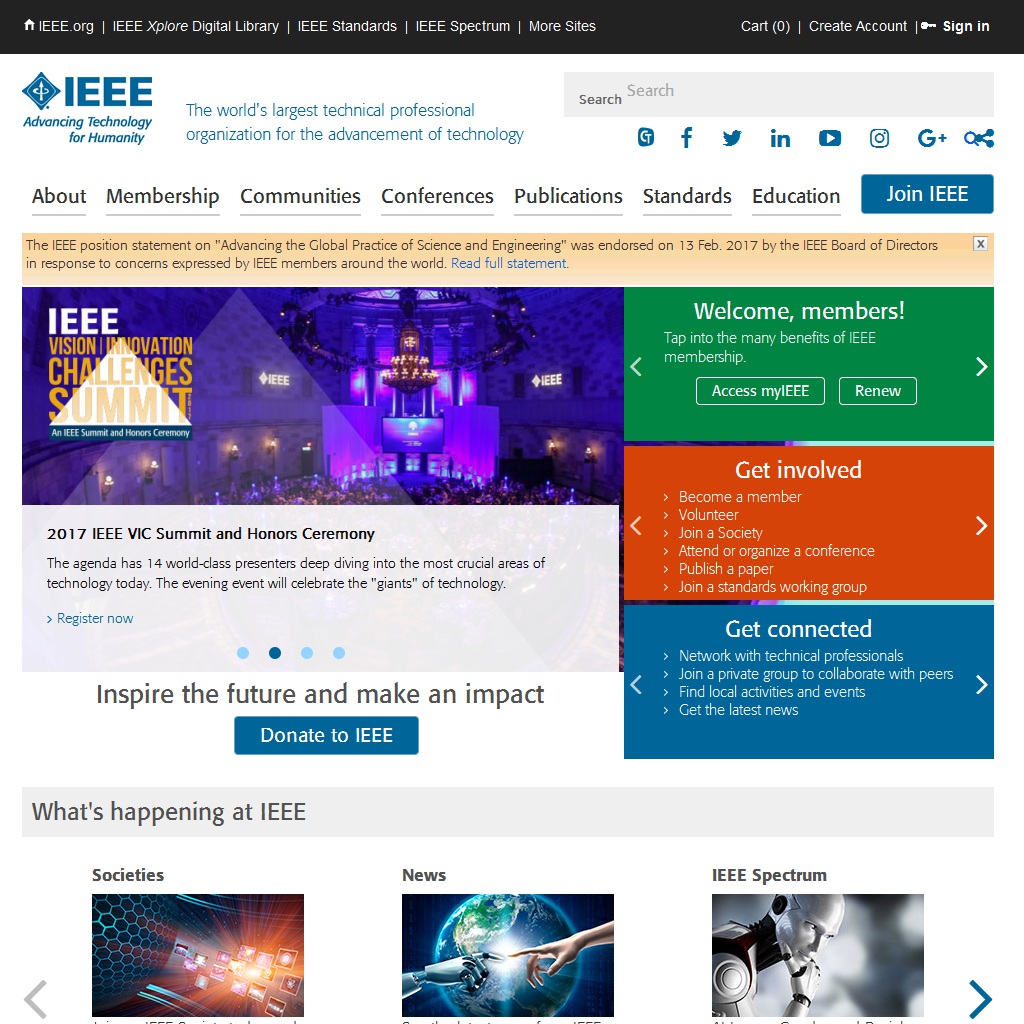 IEEE.org | IEEE Xplore Digital Library | IEEE Standards | IEEE Spectrum | More Sites
Cart (0) | Create Account | Sign in
IEEE
Advancing Technology
for Humanity
The world's largest technical professional
organization for the advancement of technology
Search Search
About Membership Communities Conferences Publications Standards Education Join IEEE
The IEEE position statement on "Advancing the Global Practice of Science and Engineering" was endorsed on 13 Feb. 2017 by the IEEE Board of Directors
in response to concerns expressed by IEEE members around the world. Read full statement.
X
IEEE
VISION | INNOVATION
CHALLENGES
SUMMIT
2017
An IEEE Summit and Honors Ceremony
IEEE
IEEE
2017 IEEE VIC Summit and Honors Ceremony
The agenda has 14 world-class presenters deep diving into the most crucial areas of
technology today. The evening event will celebrate the "giants" of technology.
› Register now
Welcome, members!
Tap into the many benefits of IEEE
membership.
Access myIEEE Renew
Get involved
› Become a member
› Volunteer
› Join a Society
› Attend or organize a conference
› Publish a paper
› Join a standards working group
Get connected
› Network with technical professionals
› Join a private group to collaborate with peers
› Find local activities and events
› Get the latest news
Inspire the future and make an impact
Donate to IEEE
What's happening at IEEE
Societies
News
IEEE Spectrum